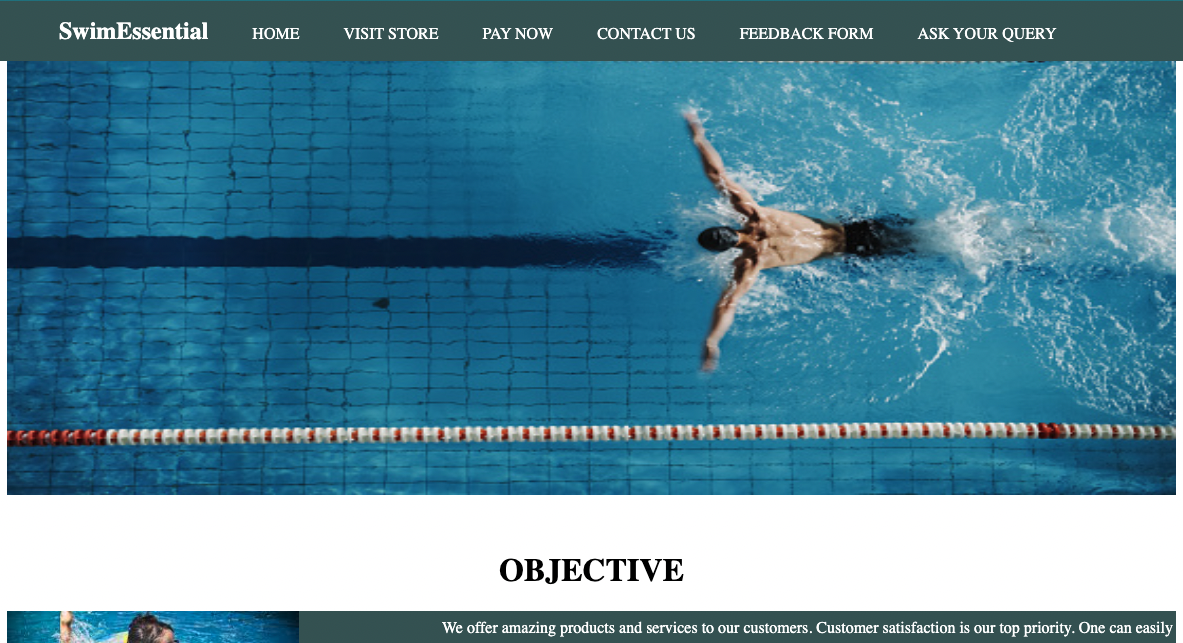 SwimEssential HOME VISIT STORE PAY NOW CONTACT US FEEDBACK FORM ASK YOUR QUERY
OBJECTIVE
We offer amazing products and services to our customers. Customer satisfaction is our top priority. One can easily